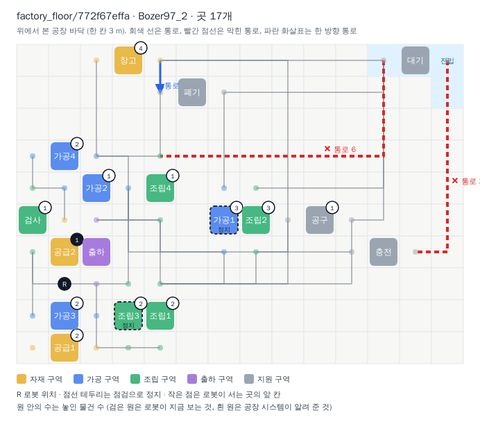 factory_floor/772f67effa · Bozer97_2 · 곳 17개
위에서 본 공장 바닥 (한 칸 3 m). 회색 선은 통로, 빨간 점선은 막힌 통로, 파란 화살표는 한 방향 통로
창고 4
대기
조립
통로
폐기
✕ 통로 6
가공4 2
가공2 1
조립4 1
✕ 통로
검사 1
가공1 3
정지
조립2 3
공구 1
공급2 1
출하
충전
R
가공3 2
조립3 2
정지
조립1 2
공급1 2
자재 구역
가공 구역
조립 구역
출하 구역
지원 구역
R 로봇 위치 · 점선 테두리는 점검으로 정지 · 작은 점은 로봇이 서는 곳의 앞 칸
원 안의 수는 놓인 물건 수 (검은 원은 로봇이 지금 보는 것, 흰 원은 공장 시스템이 알려 준 것)